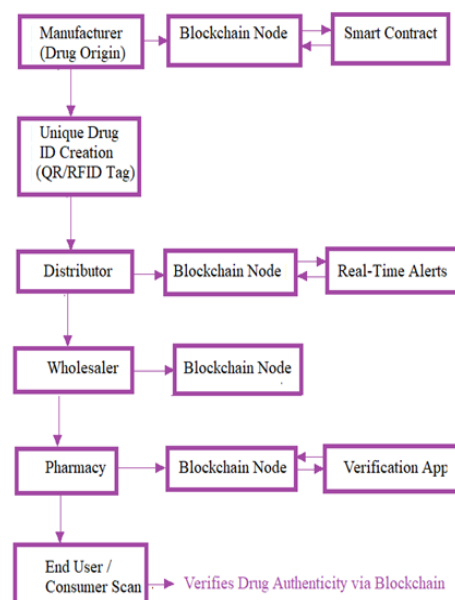 Manufacturer
(Drug Origin)
Blockchain Node
Smart Contract
Unique Drug
ID Creation
(QR/RFID Tag)
Distributor
Blockchain Node
Real-Time Alerts
Wholesaler
Blockchain Node
Pharmacy
Blockchain Node
Verification App
End User /
Consumer Scan
Verifies Drug Authenticity via Blockchain